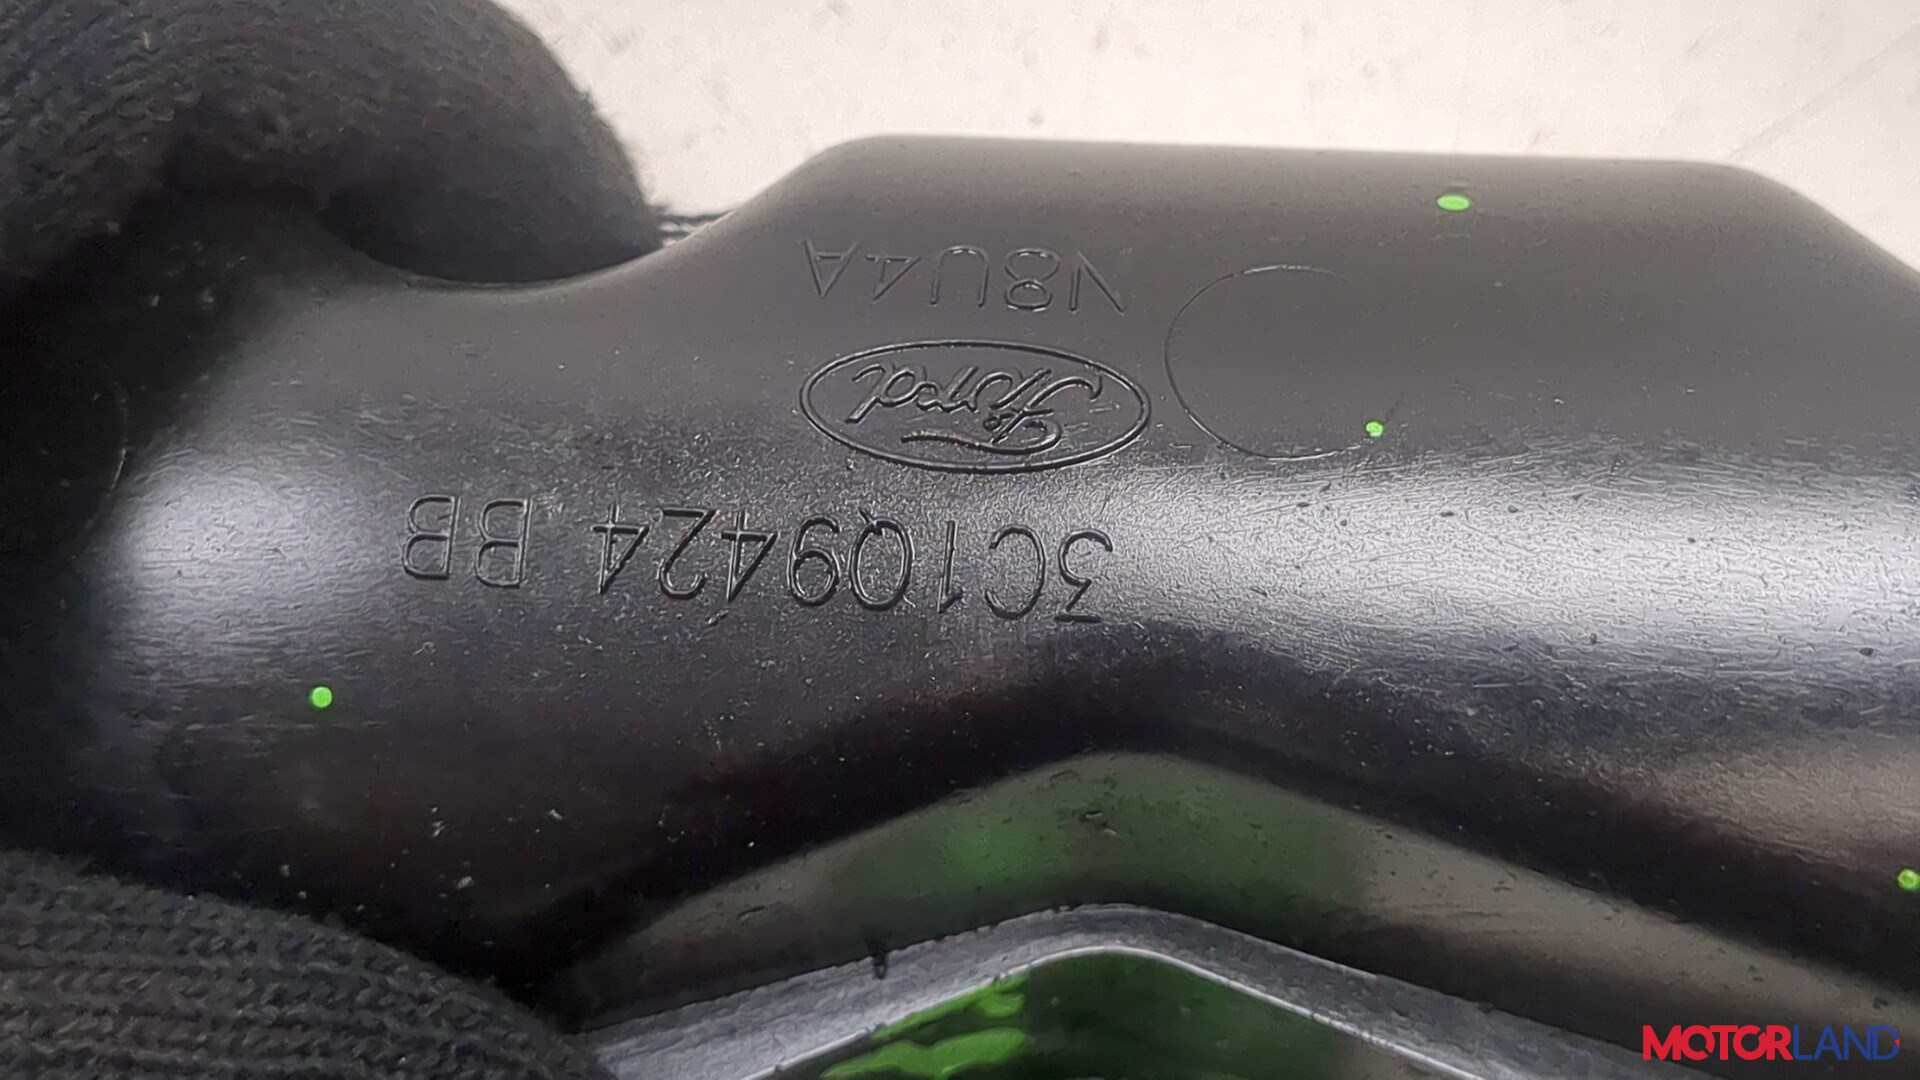 3C1Q9424 BB
Ford
V8U4A
MOTORLAND